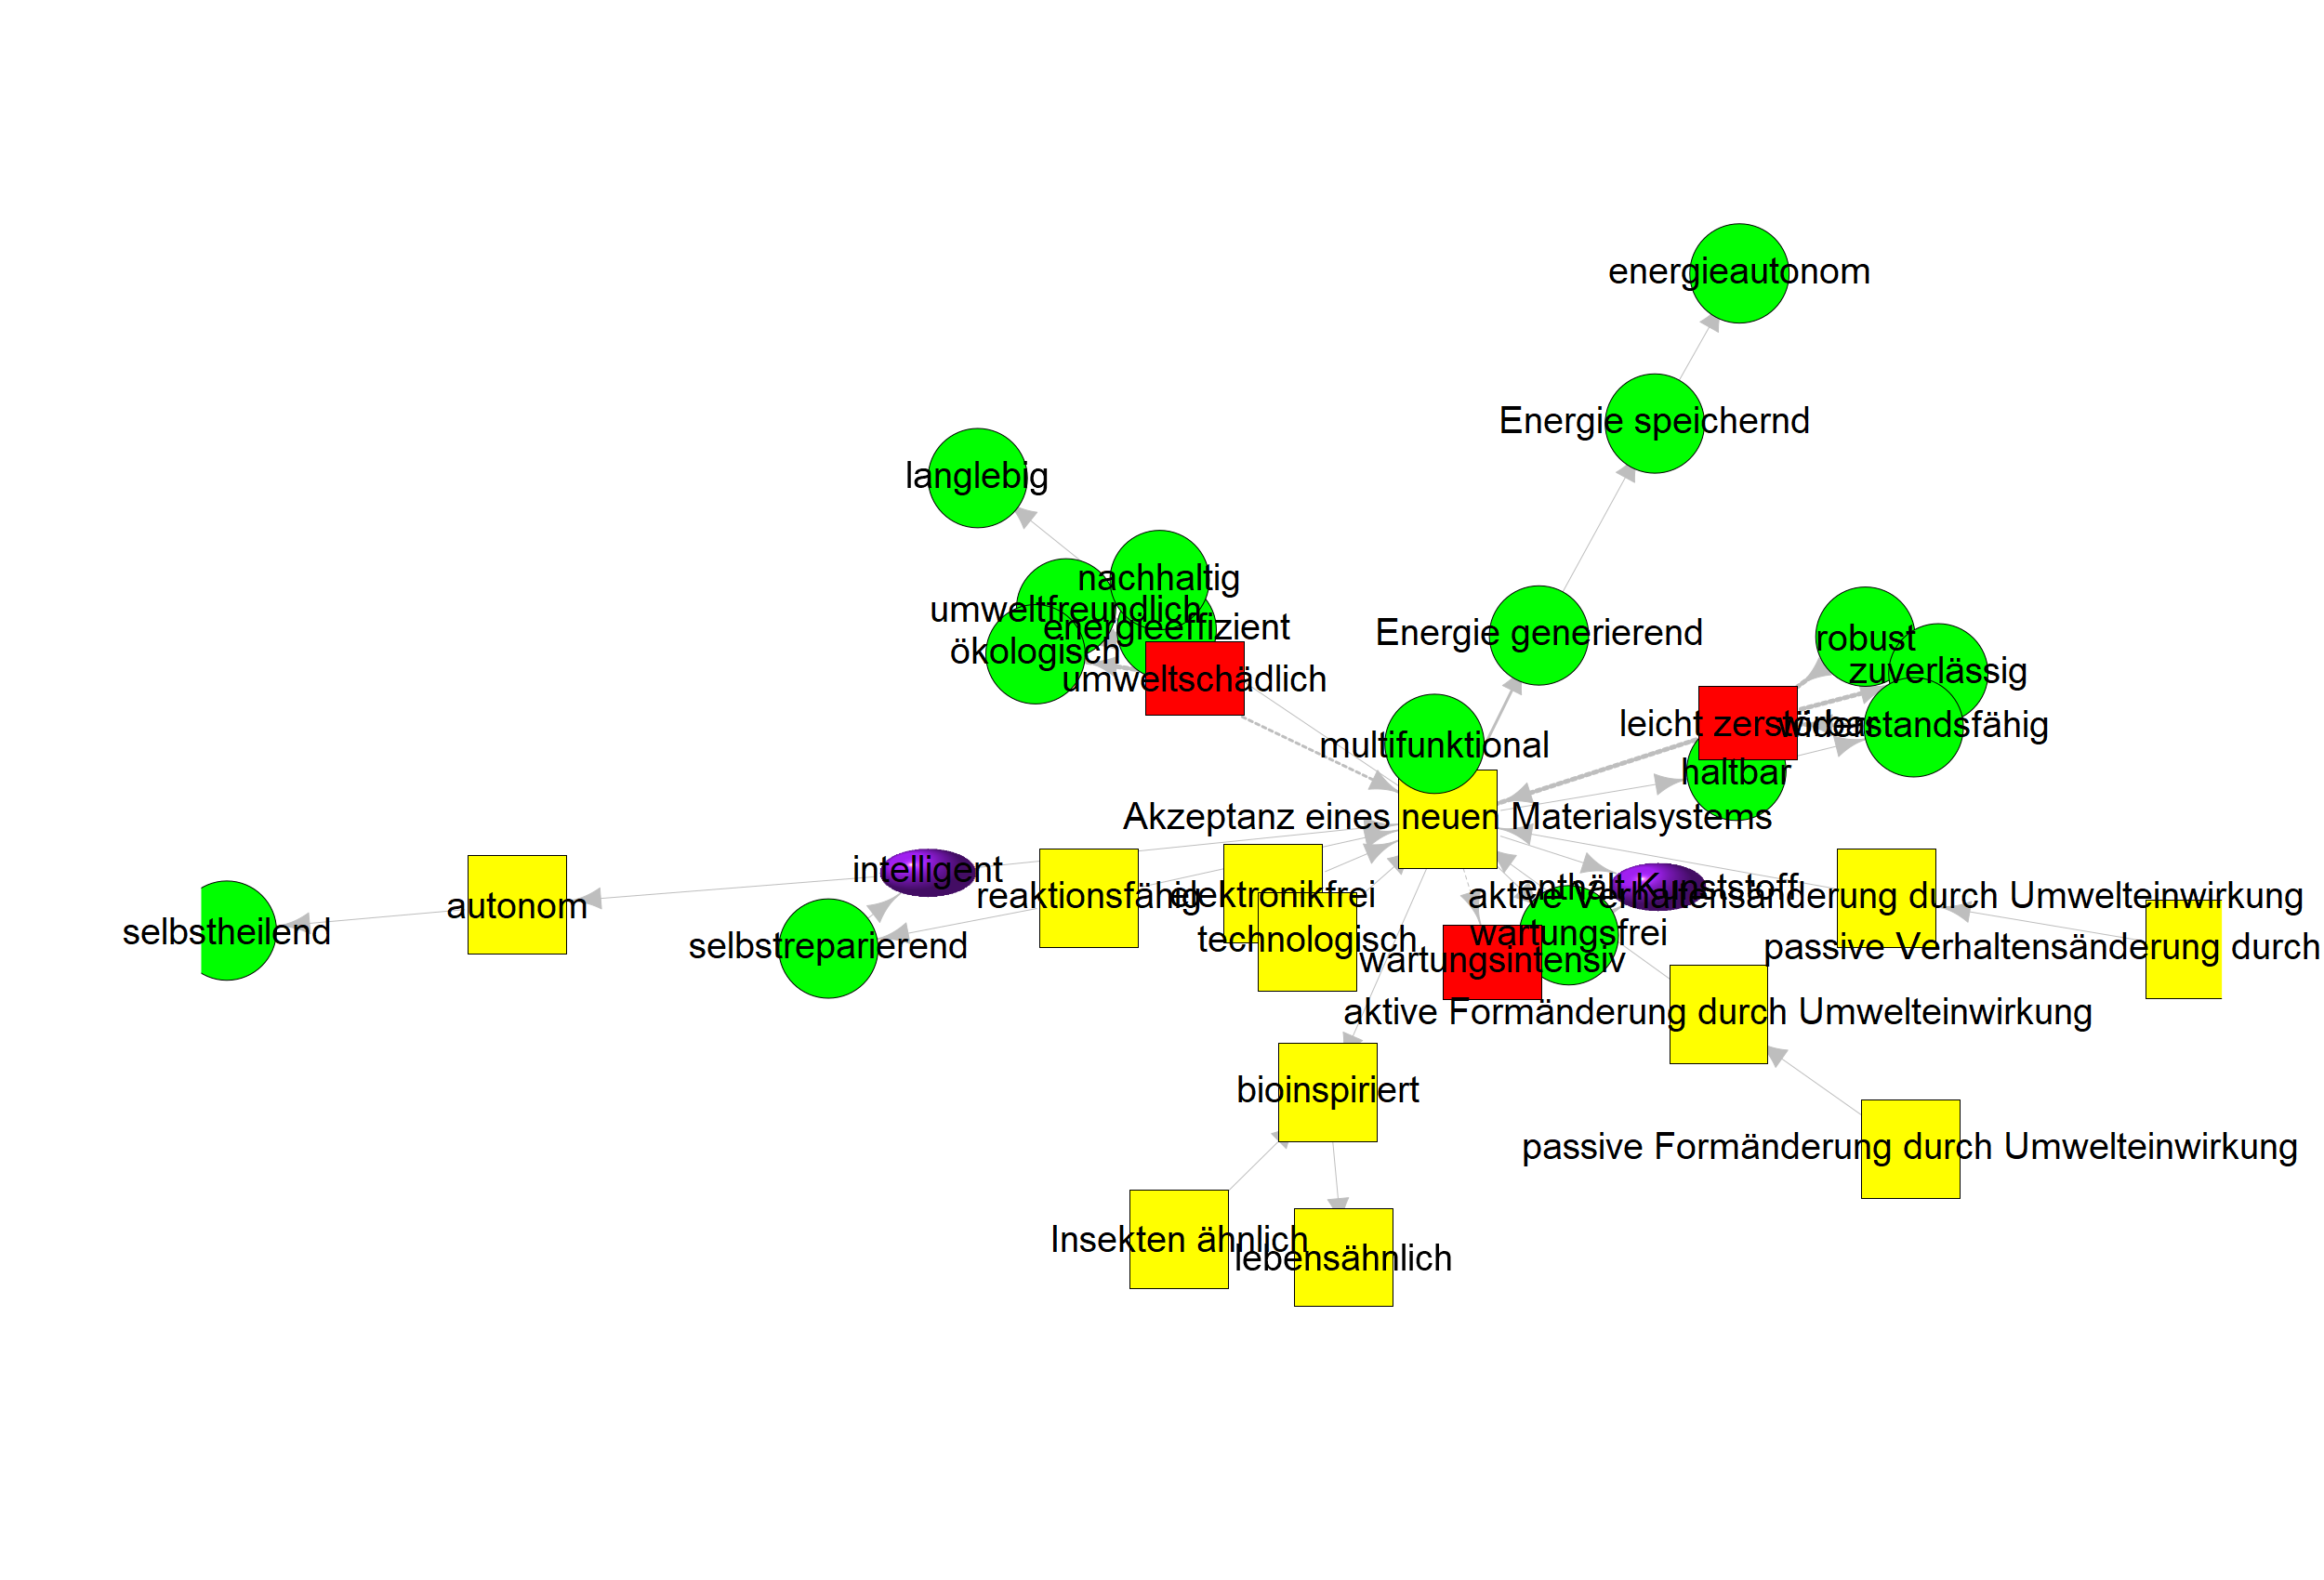 energieautonom
Energie speichernd
langlebig
nachhaltig
umweltfreundlich
energieeffizient
Energie generierend
robust
ökologisch
zuverlässig
umweltschädlich
leicht zerstörbar
widerstandsfähig
multifunktional
haltbar
Akzeptanz eines neuen Materialsystems
intelligent
enthält Kunststoff
reaktionsfähig
elektronikfrei
aktive Verhaltensänderung durch Umwelteinwirkung
autonom
selbstheilend
wartungsfrei
technologisch
selbstreparierend
passive Verhaltensänderung durch
wartungsintensiv
aktive Formänderung durch Umwelteinwirkung
bioinspiriert
passive Formänderung durch Umwelteinwirkung
Insekten ähnlich
lebensähnlich